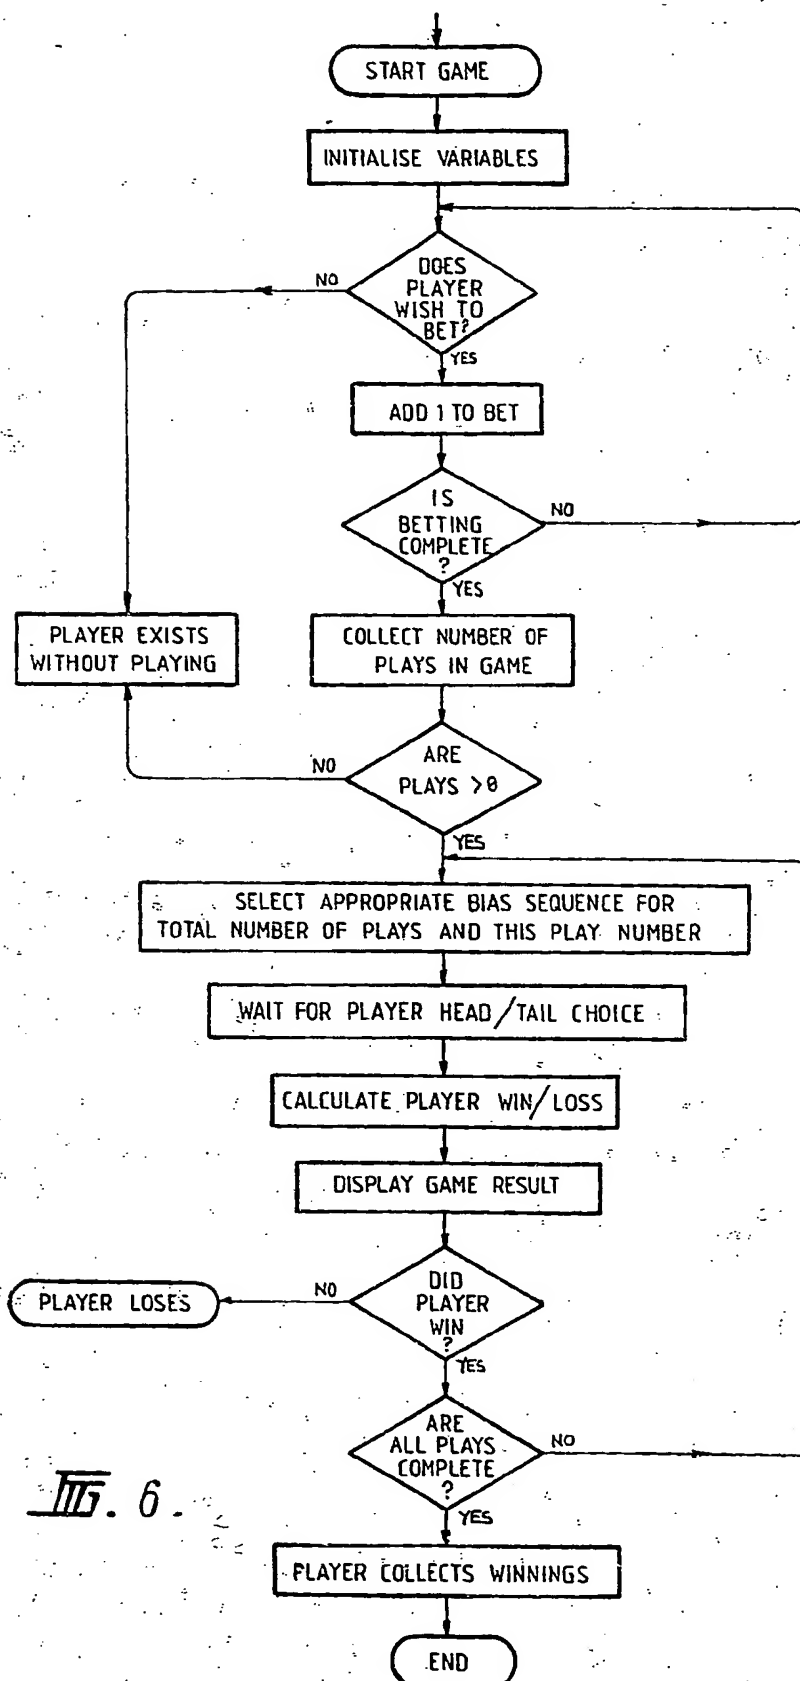 START GAME
INITIALISE VARIABLES
DOES
PLAYER
WISH TO
BET?
NO
YES
ADD 1 TO BET
IS
BETTING
COMPLETE
?
NO
YES
PLAYER EXISTS
WITHOUT PLAYING
COLLECT NUMBER OF
PLAYS IN GAME
ARE
PLAYS >0
NO
YES
SELECT APPROPRIATE BIAS SEQUENCE FOR
TOTAL NUMBER OF PLAYS AND THIS PLAY NUMBER
WAIT FOR PLAYER HEAD/TAIL CHOICE
CALCULATE PLAYER WIN/LOSS
DISPLAY GAME RESULT
DID
PLAYER
WIN
?
NO
PLAYER LOSES
YES
ARE
ALL PLAYS
COMPLETE
?
NO
YES
FIG. 6.
PLAYER COLLECTS WINNINGS
END